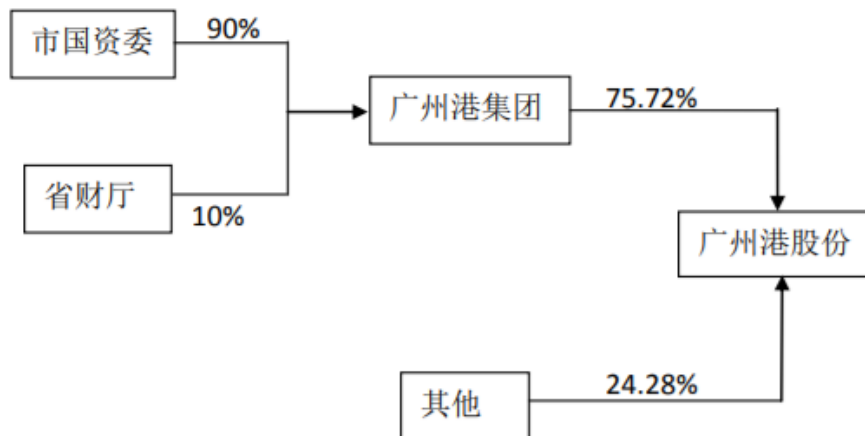 市国资委
90%
广州港集团
75.72%
省财厅
10%
广州港股份
其他
24.28%